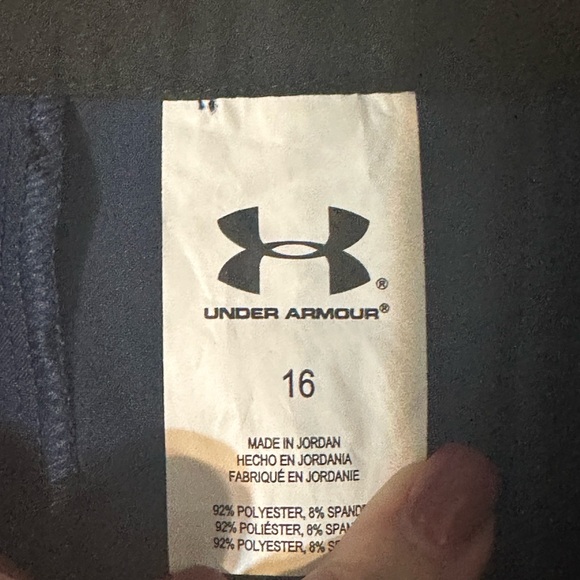 ®
UNDER ARMOUR®
16
MADE IN JORDAN
HECHO EN JORDANIA
FABRIQUÉ EN JORDANIE
92% POLYESTER, 8%
92% POLIÉSTER, 8%
92% POLYESTER, 8%